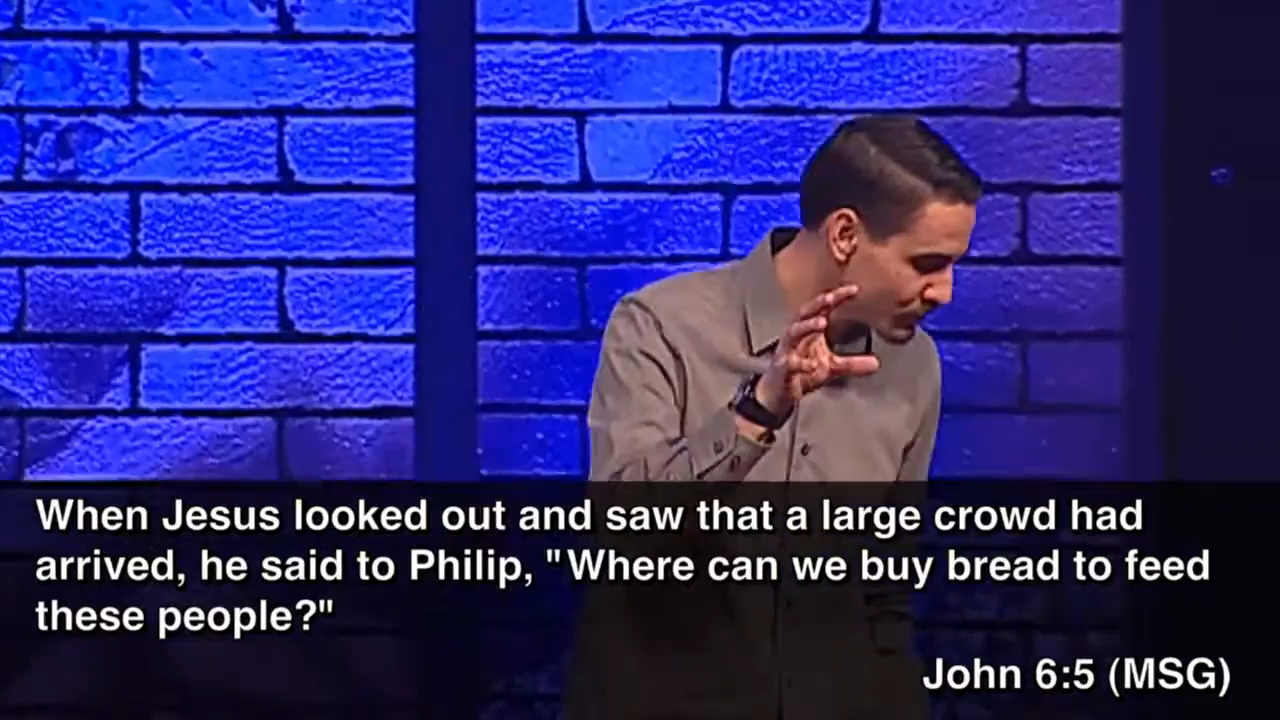 When Jesus looked out and saw that a large crowd had
arrived, he said to Philip, "Where can we buy bread to feed
these people?"
John 6:5 (MSG)